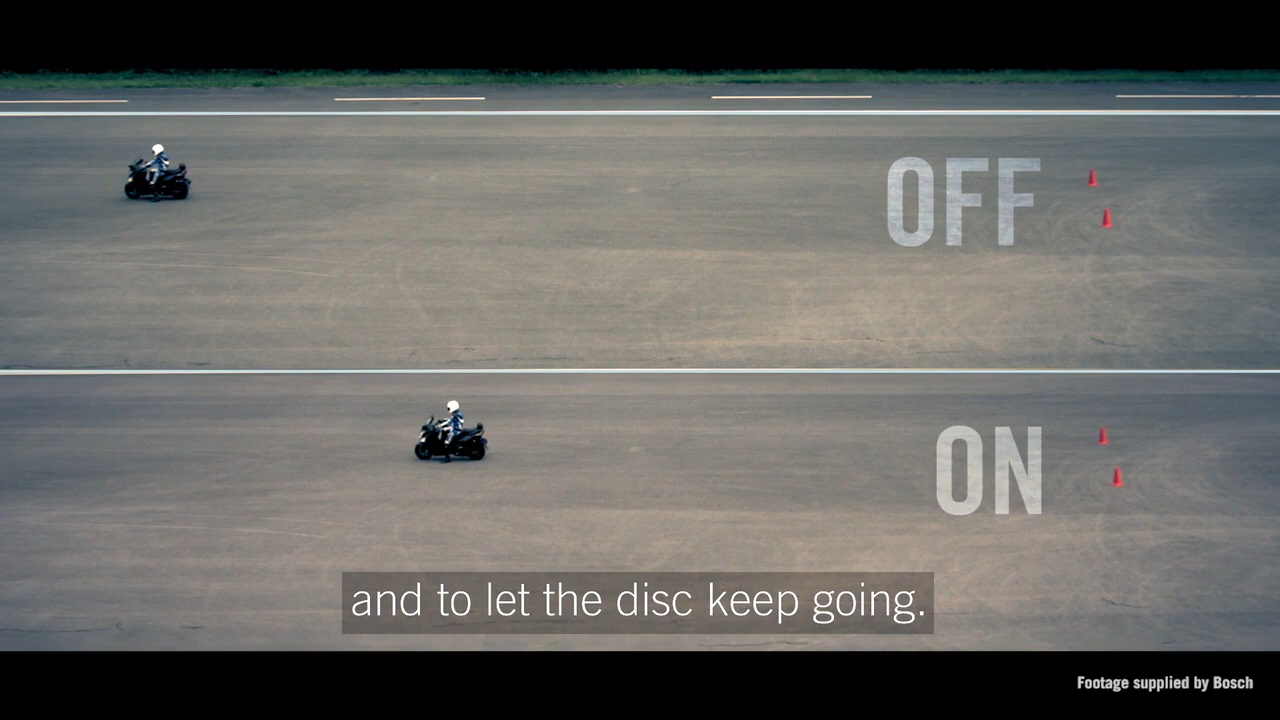 OFF
ON
and to let the disc keep going.
Footage supplied by Bosch